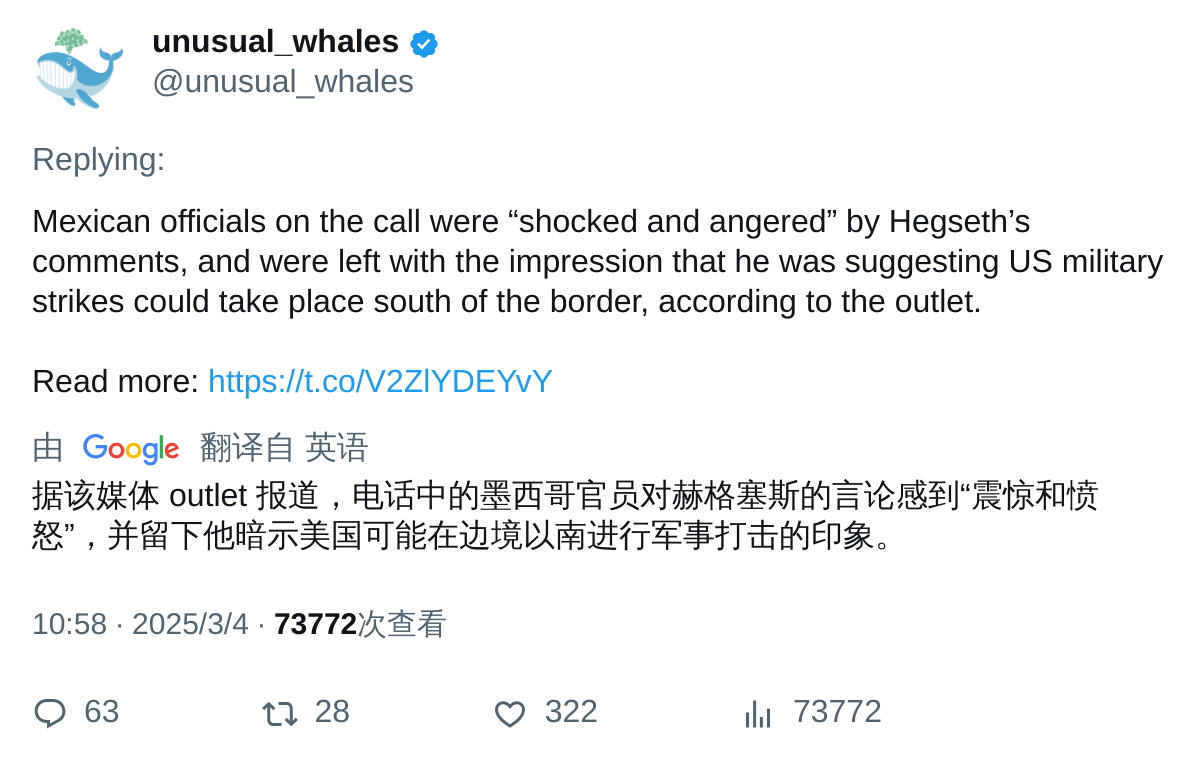 unusual_whales
@unusual_whales
Replying:
Mexican officials on the call were “shocked and angered” by Hegseth’s
comments, and were left with the impression that he was suggesting US military
strikes could take place south of the border, according to the outlet.
Read more: https://t.co/V2ZlYDEYvY
由 Google 翻译自 英语
据该媒体 outlet 报道，电话中的墨西哥官员对赫格塞斯的言论感到“震惊和愤
怒”，并留下他暗示美国可能在边境以南进行军事打击的印象。
10:58 · 2025/3/4 · 73772次查看
63 28 322 73772